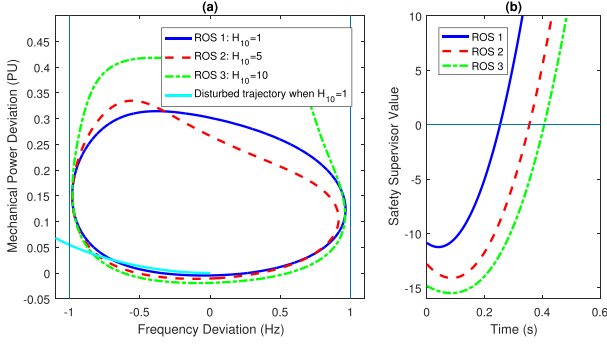 (a)
Mechanical Power Deviation (PU)
0.45
0.4
0.35
0.3
0.25
0.2
0.15
0.1
0.05
0
-0.05
ROS 1: H10=1
ROS 2: H10=5
ROS 3: H10=10
Disturbed trajectory when H10=1
-1
-0.5
0
0.5
1
Frequency Deviation (Hz)
(b)
Safety Supervisor Value
10
5
0
-5
-10
-15
ROS 1
ROS 2
ROS 3
0
0.2
0.4
0.6
Time (s)